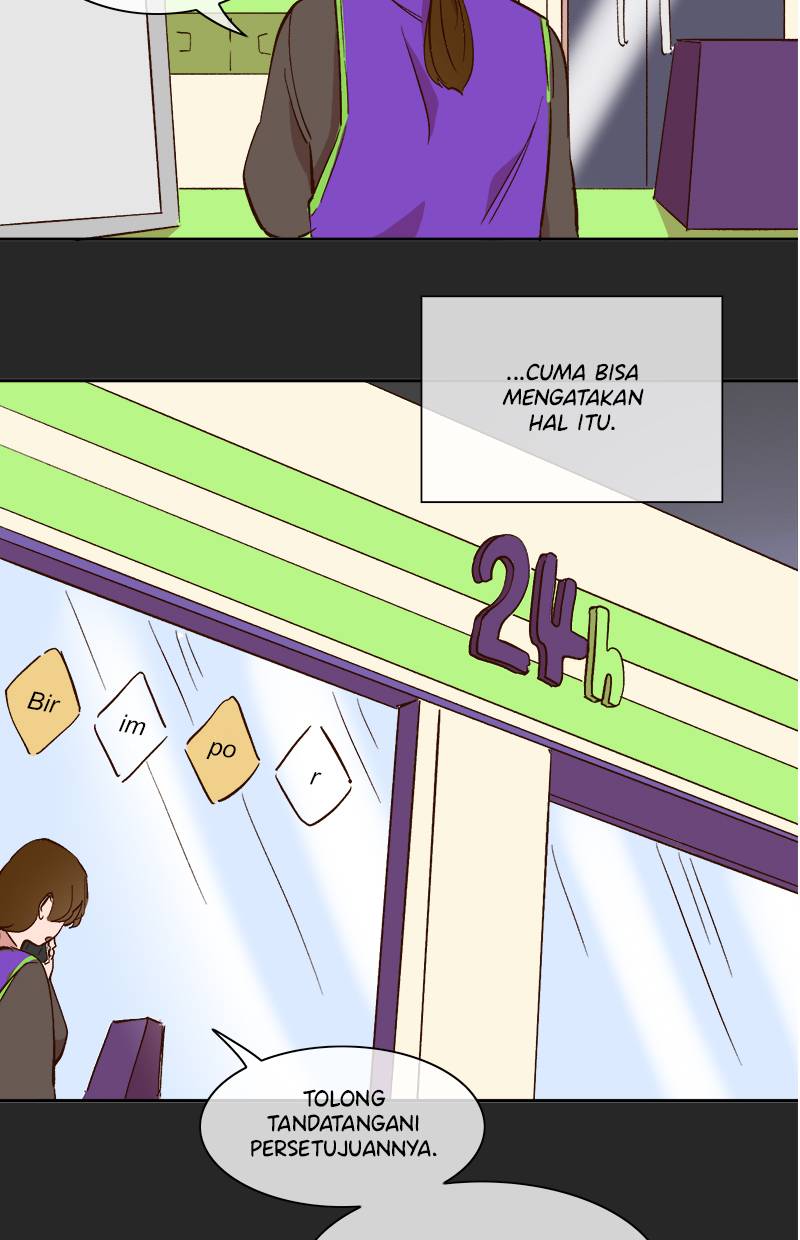 ...CUMA BISA
MENGATAKAN
HAL ITU.
24h
Bir
im
po
r
TOLONG
TANDATANGANI
PERSETUJUANNYA.